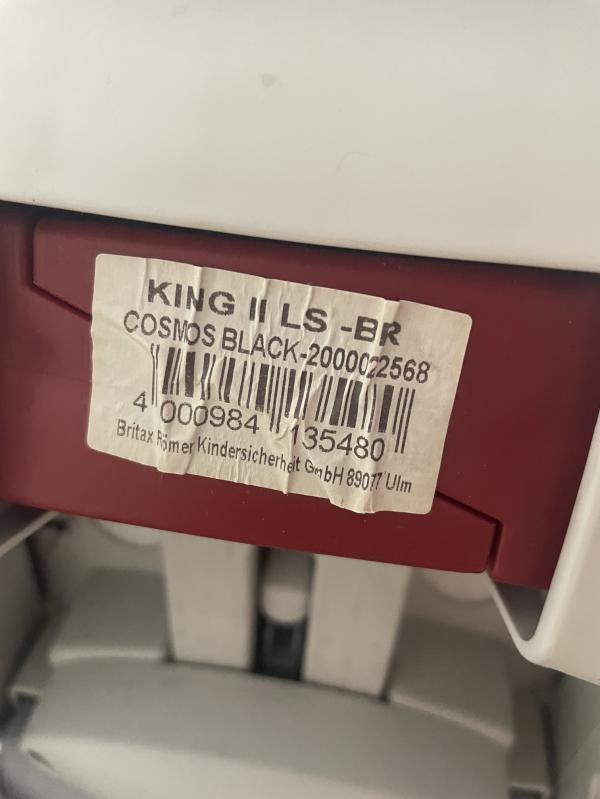 KING II LS -BR
COSMOS BLACK-2000022568
4 000984 135480
Britax Römer Kindersicherheit GmbH 89077 Ulm